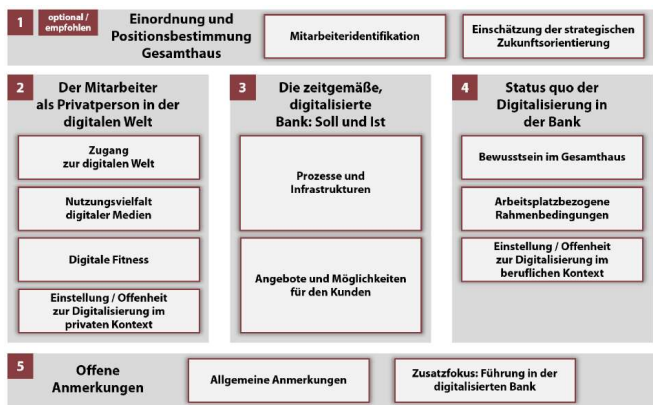 1
optional /
empfohlen
Einordnung und
Positionsbestimmung
Gesamthaus
Mitarbeiteridentifikation
Einschätzung der strategischen
Zukunftsorientierung
2
Der Mitarbeiter
als Privatperson in der
digitalen Welt
Zugang
zur digitalen Welt
Nutzungsvielfalt
digitaler Medien
Digitale Fitness
Einstellung / Offenheit
zur Digitalisierung im
privaten Kontext
3
Die zeitgemäße,
digitalisierte
Bank: Soll und Ist
Prozesse und
Infrastrukturen
Angebote und Möglichkeiten
für den Kunden
4
Status quo der
Digitalisierung in
der Bank
Bewusstsein im Gesamthaus
Arbeitsplatzbezogene
Rahmenbedingungen
Einstellung / Offenheit
zur Digitalisierung im
beruflichen Kontext
5
Offene
Anmerkungen
Allgemeine Anmerkungen
Zusatzfokus: Führung in der
digitalisierten Bank